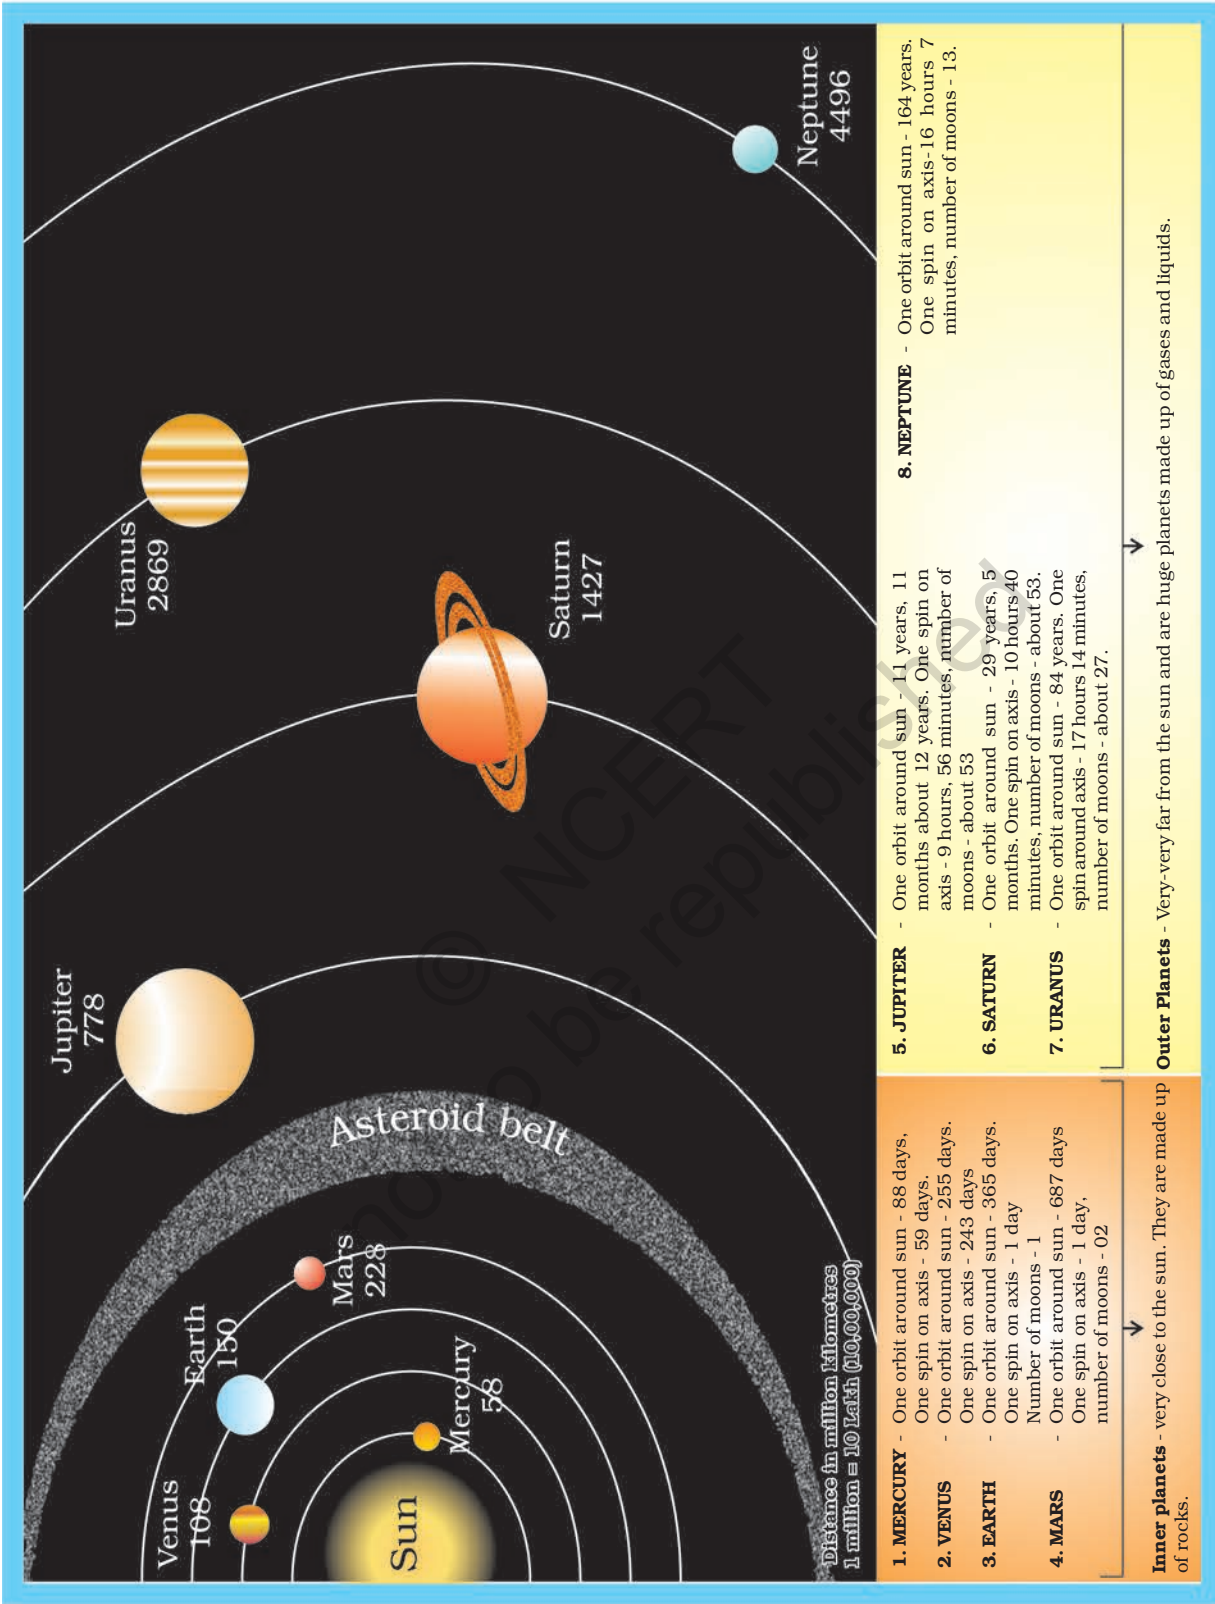 Sun
Mercury
58
Venus
108
Earth
150
Mars
228
Asteroid belt
Jupiter
778
Saturn
1427
Uranus
2869
Neptune
4496
Distance in million kilometres
1 million = 10 Lakh (10,00,000)
1. MERCURY - One orbit around sun - 88 days,
One spin on axis - 59 days.
2. VENUS - One orbit around sun - 255 days.
One spin on axis - 243 days
3. EARTH - One orbit around sun - 365 days.
One spin on axis - 1 day
Number of moons - 1
4. MARS - One orbit around sun - 687 days
One spin on axis - 1 day,
number of moons - 02
Inner planets - very close to the sun. They are made up
of rocks.
5. JUPITER - One orbit around sun - 11 years, 11
months about 12 years. One spin on
axis - 9 hours, 56 minutes, number of
moons - about 53
6. SATURN - One orbit around sun - 29 years, 5
months. One spin on axis - 10 hours 40
minutes, number of moons - about 53.
7. URANUS - One orbit around sun - 84 years. One
spin around axis - 17 hours 14 minutes,
number of moons - about 27.
8. NEPTUNE - One orbit around sun - 164 years.
One spin on axis-16 hours 7
minutes, number of moons - 13.
Outer Planets - Very-very far from the sun and are huge planets made up of gases and liquids.
© NCERT
not to be republished